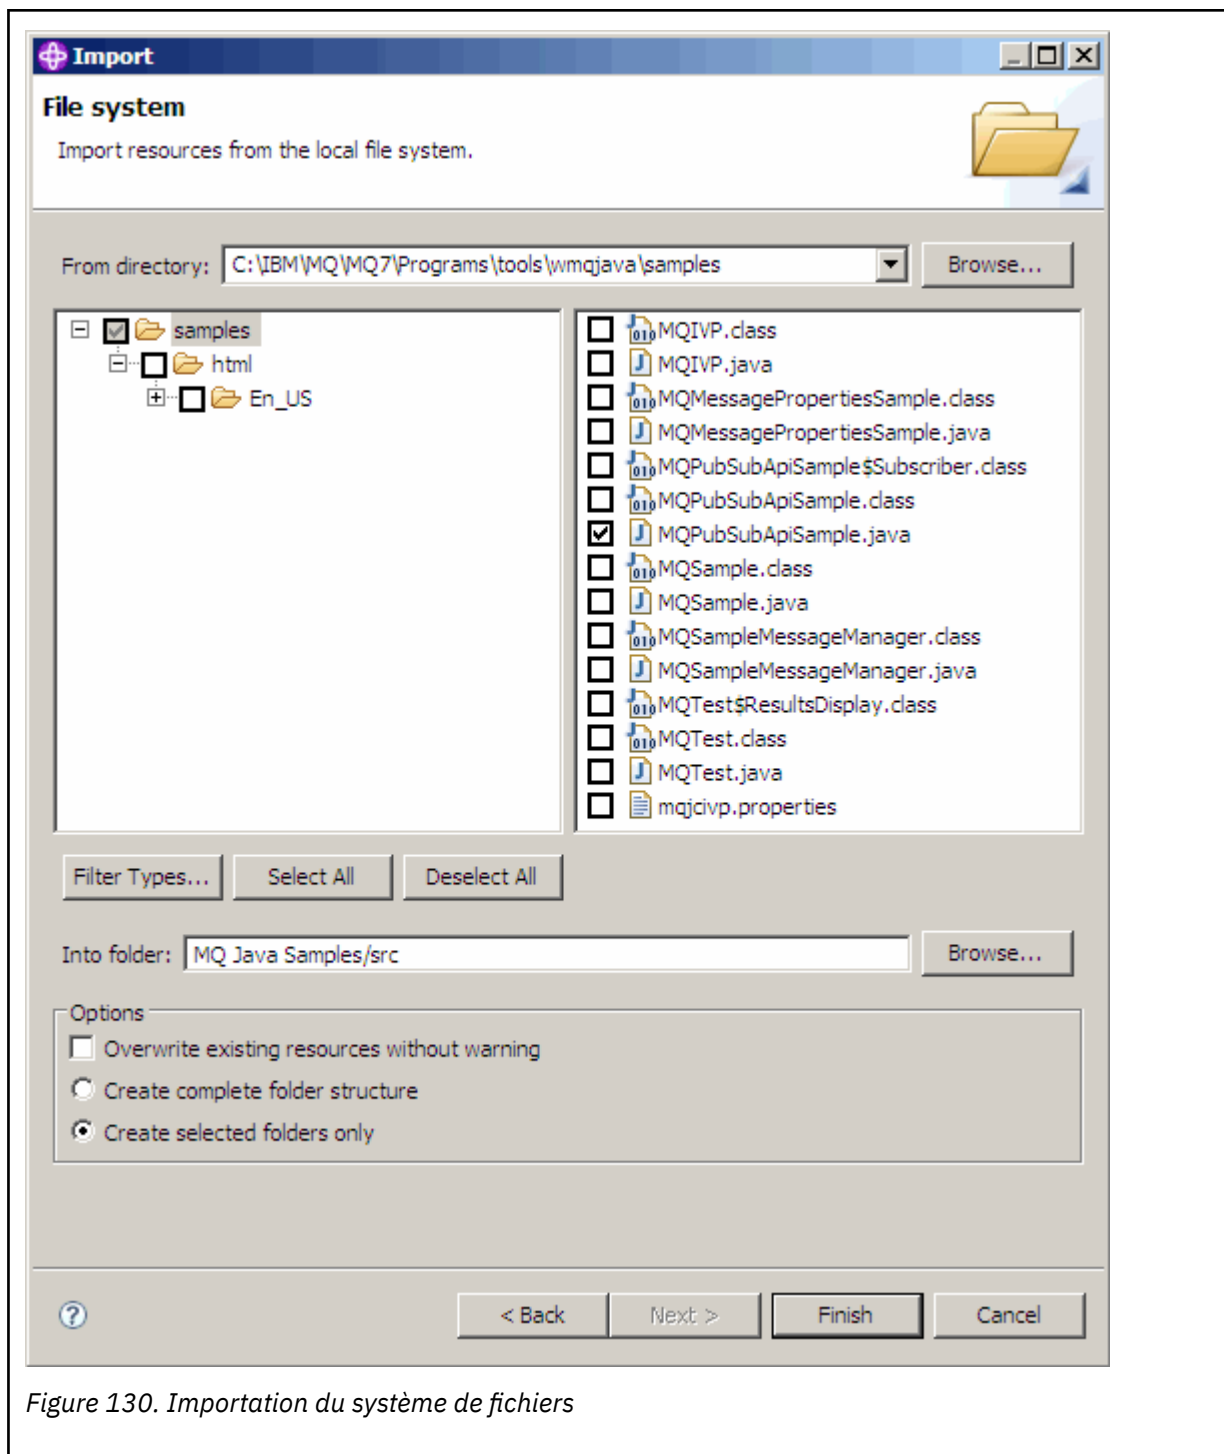 Import
File system
Import resources from the local file system.
From directory: C:\IBM\MQ\MQ7\Programs\tools\wmqjava\samples Browse...
samples
html
En_US
MQIVP.class
MQIVP.java
MQMessagePropertiesSample.class
MQMessagePropertiesSample.java
MQPubSubApiSample$Subscriber.class
MQPubSubApiSample.class
MQPubSubApiSample.java
MQSample.class
MQSample.java
MQSampleMessageManager.class
MQSampleMessageManager.java
MQTest$ResultsDisplay.class
MQTest.class
MQTest.java
mqjcivp.properties
Filter Types... Select All Deselect All
Into folder: MQ Java Samples/src Browse...
Options
Overwrite existing resources without warning
Create complete folder structure
Create selected folders only
< Back Next > Finish Cancel
Figure 130. Importation du système de fichiers